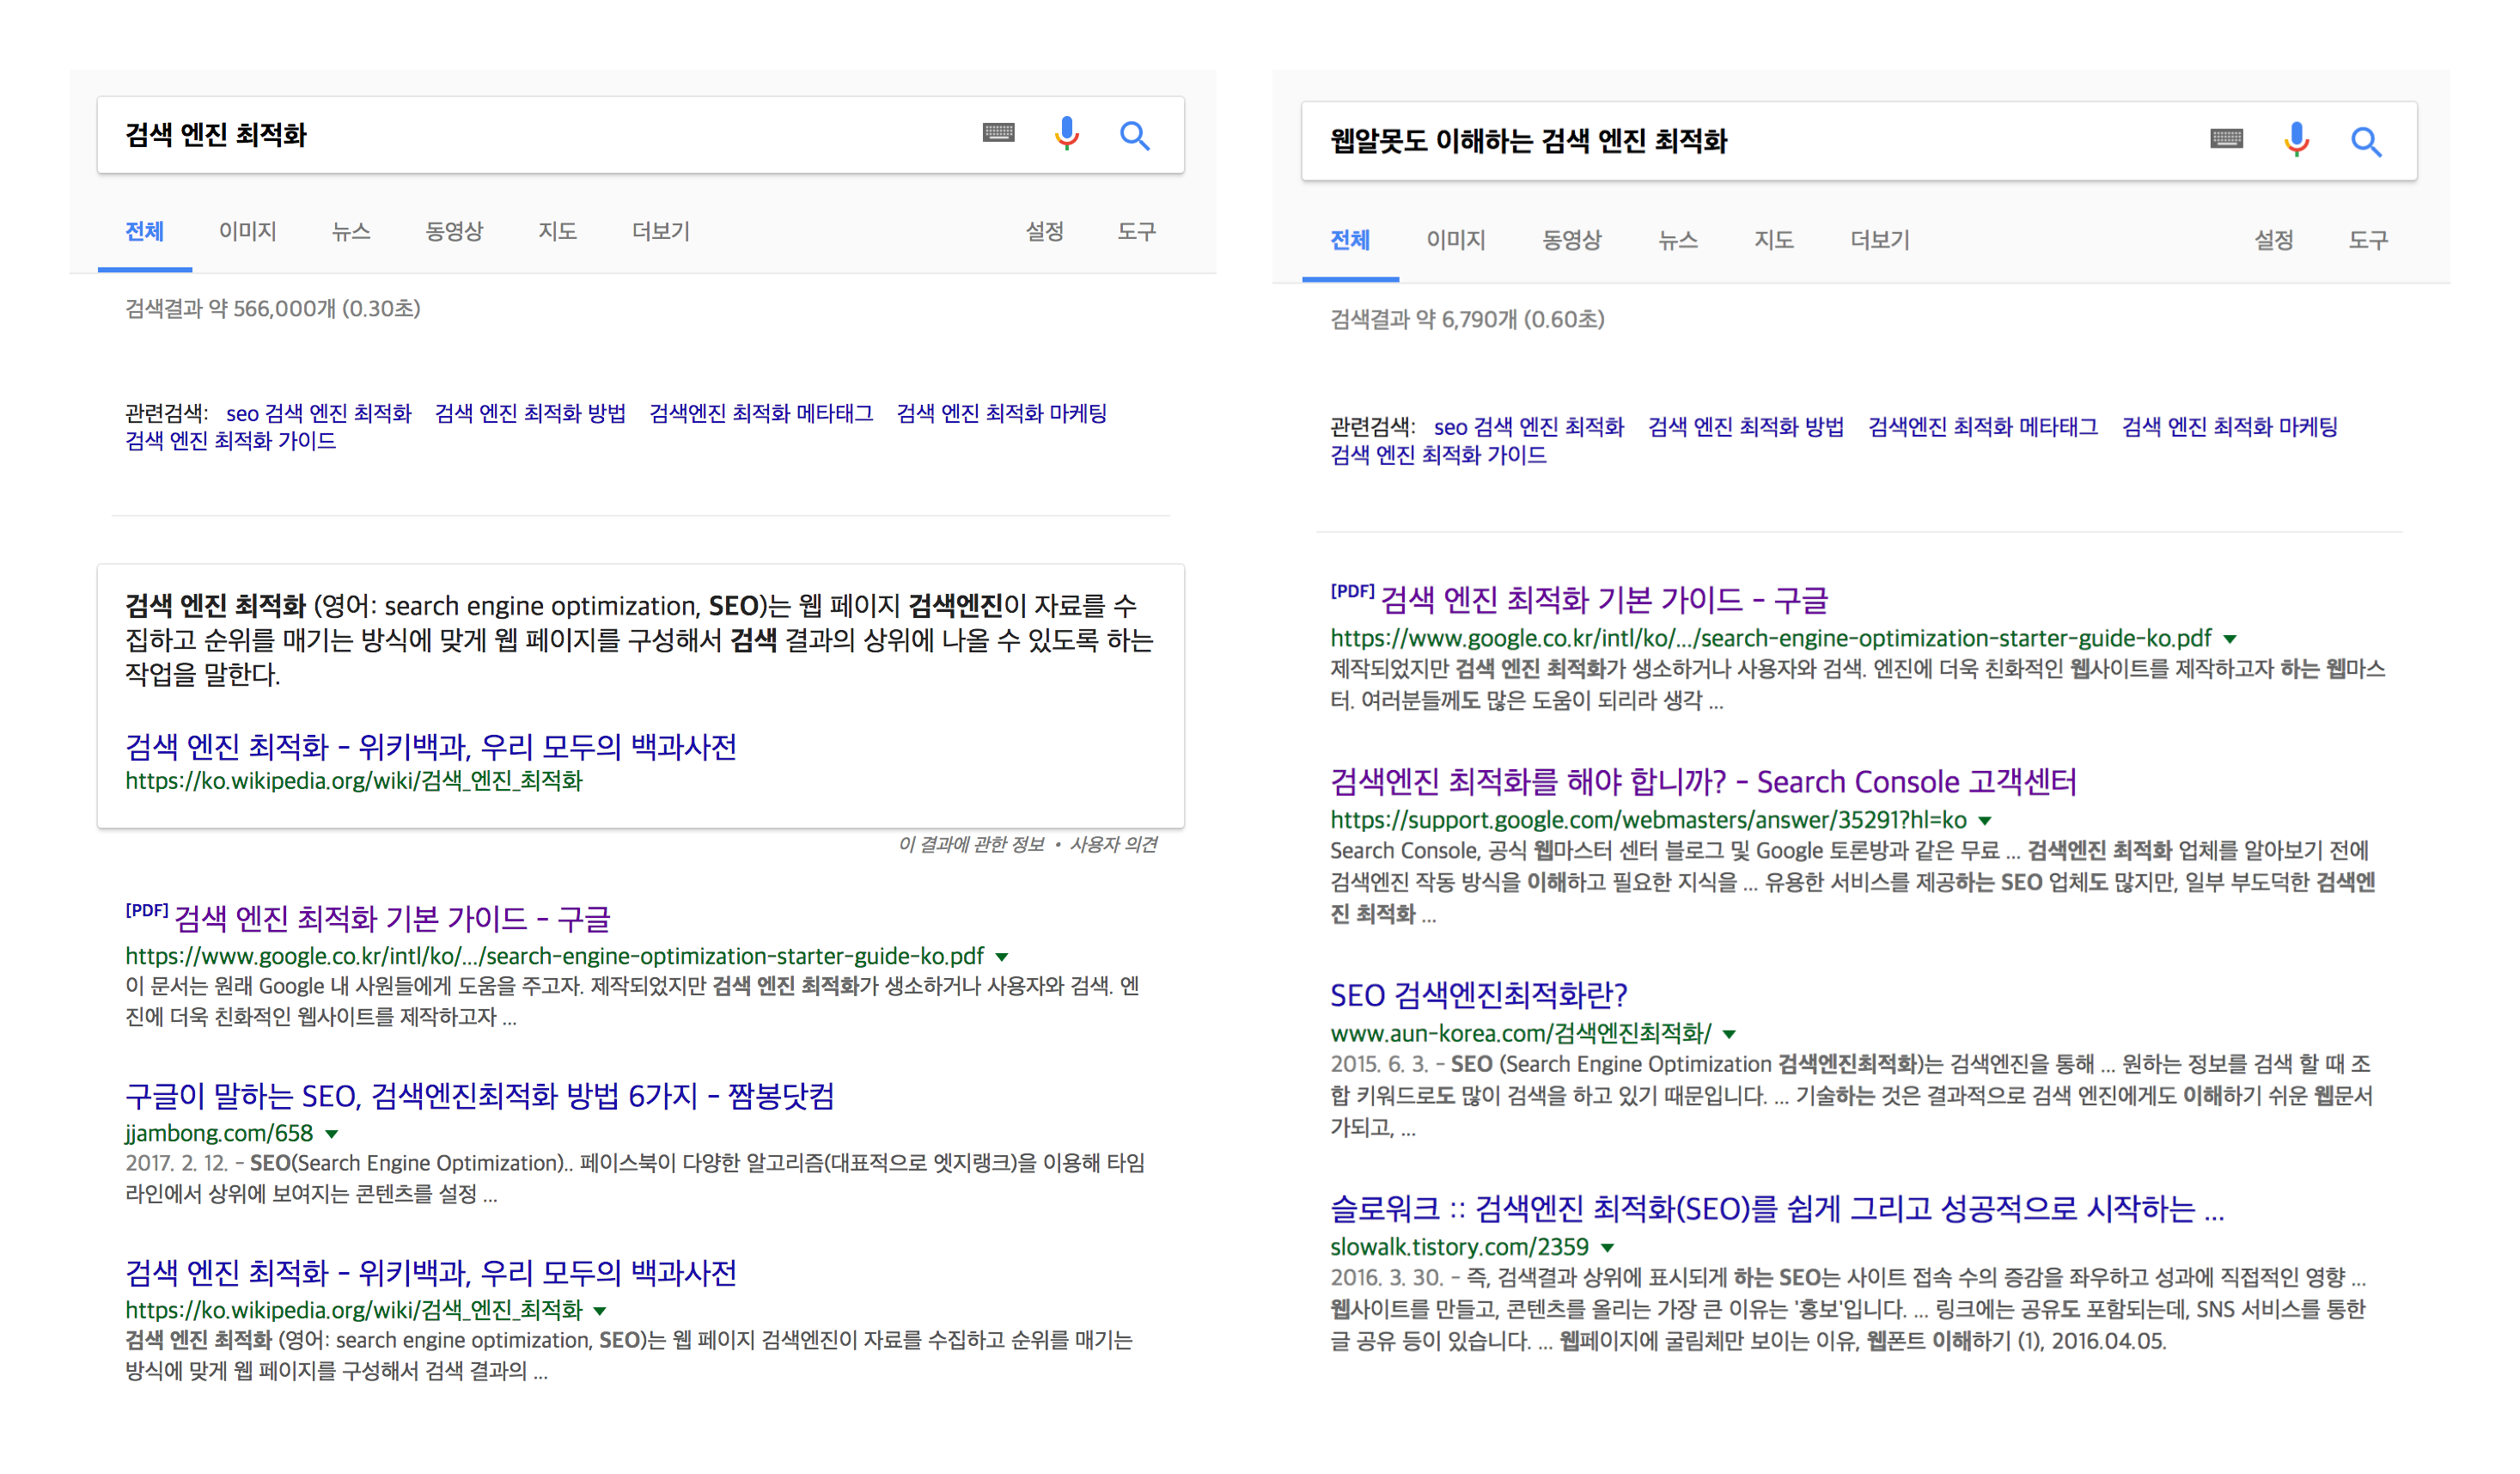 검색 엔진 최적화
전체 이미지 뉴스 동영상 지도 더보기 설정 도구
검색결과 약 566,000개 (0.30초)
관련검색: seo 검색 엔진 최적화 검색 엔진 최적화 방법 검색엔진 최적화 메타태그 검색 엔진 최적화 마케팅
검색 엔진 최적화 가이드
검색 엔진 최적화 (영어: search engine optimization, SEO)는 웹 페이지 검색엔진이 자료를 수
집하고 순위를 매기는 방식에 맞게 웹 페이지를 구성해서 검색 결과의 상위에 나올 수 있도록 하는
작업을 말한다.
검색 엔진 최적화 - 위키백과, 우리 모두의 백과사전
https://ko.wikipedia.org/wiki/검색_엔진_최적화
이 결과에 관한 정보 • 사용자 의견
[PDF] 검색 엔진 최적화 기본 가이드 - 구글
https://www.google.co.kr/intl/ko/.../search-engine-optimization-starter-guide-ko.pdf
이 문서는 원래 Google 내 사원들에게 도움을 주고자. 제작되었지만 검색 엔진 최적화가 생소하거나 사용자와 검색. 엔
진에 더욱 친화적인 웹사이트를 제작하고자 ...
구글이 말하는 SEO, 검색엔진최적화 방법 6가지 - 짬봉닷컴
jjambong.com/658
2017. 2. 12. - SEO(Search Engine Optimization).. 페이스북이 다양한 알고리즘(대표적으로 엣지랭크)을 이용해 타임
라인에서 상위에 보여지는 콘텐츠를 설정 ...
검색 엔진 최적화 - 위키백과, 우리 모두의 백과사전
https://ko.wikipedia.org/wiki/검색_엔진_최적화
검색 엔진 최적화 (영어: search engine optimization, SEO)는 웹 페이지 검색엔진이 자료를 수집하고 순위를 매기는
방식에 맞게 웹 페이지를 구성해서 검색 결과의 ...
웹알못도 이해하는 검색 엔진 최적화
전체 이미지 동영상 뉴스 지도 더보기 설정 도구
검색결과 약 6,790개 (0.60초)
관련검색: seo 검색 엔진 최적화 검색 엔진 최적화 방법 검색엔진 최적화 메타태그 검색 엔진 최적화 마케팅
검색 엔진 최적화 가이드
[PDF] 검색 엔진 최적화 기본 가이드 - 구글
https://www.google.co.kr/intl/ko/.../search-engine-optimization-starter-guide-ko.pdf
제작되었지만 검색 엔진 최적화가 생소하거나 사용자와 검색. 엔진에 더욱 친화적인 웹사이트를 제작하고자 하는 웹마스
터. 여러분들께도 많은 도움이 되리라 생각 ...
검색엔진 최적화를 해야 합니까? - Search Console 고객센터
https://support.google.com/webmasters/answer/35291?hl=ko
Search Console, 공식 웹마스터 센터 블로그 및 Google 토론방과 같은 무료 ... 검색엔진 최적화 업체를 알아보기 전에
검색엔진 작동 방식을 이해하고 필요한 지식을 ... 유용한 서비스를 제공하는 SEO 업체도 많지만, 일부 부도덕한 검색엔
진 최적화 ...
SEO 검색엔진최적화란?
www.aun-korea.com/검색엔진최적화/
2015. 6. 3. - SEO (Search Engine Optimization 검색엔진최적화)는 검색엔진을 통해 ... 원하는 정보를 검색 할 때 조
합 키워드로도 많이 검색을 하고 있기 때문입니다. ... 기술하는 것은 결과적으로 검색 엔진에게도 이해하기 쉬운 웹문서
가되고, ...
슬로워크 :: 검색엔진 최적화(SEO)를 쉽게 그리고 성공적으로 시작하는 ...
slowalk.tistory.com/2359
2016. 3. 30. - 즉, 검색결과 상위에 표시되게 하는 SEO는 사이트 접속 수의 증감을 좌우하고 성과에 직접적인 영향 ...
웹사이트를 만들고, 콘텐츠를 올리는 가장 큰 이유는 '홍보'입니다. ... 링크에는 공유도 포함되는데, SNS 서비스를 통한
글 공유 등이 있습니다. ... 웹페이지에 굴림체만 보이는 이유, 웹폰트 이해하기 (1), 2016.04.05.